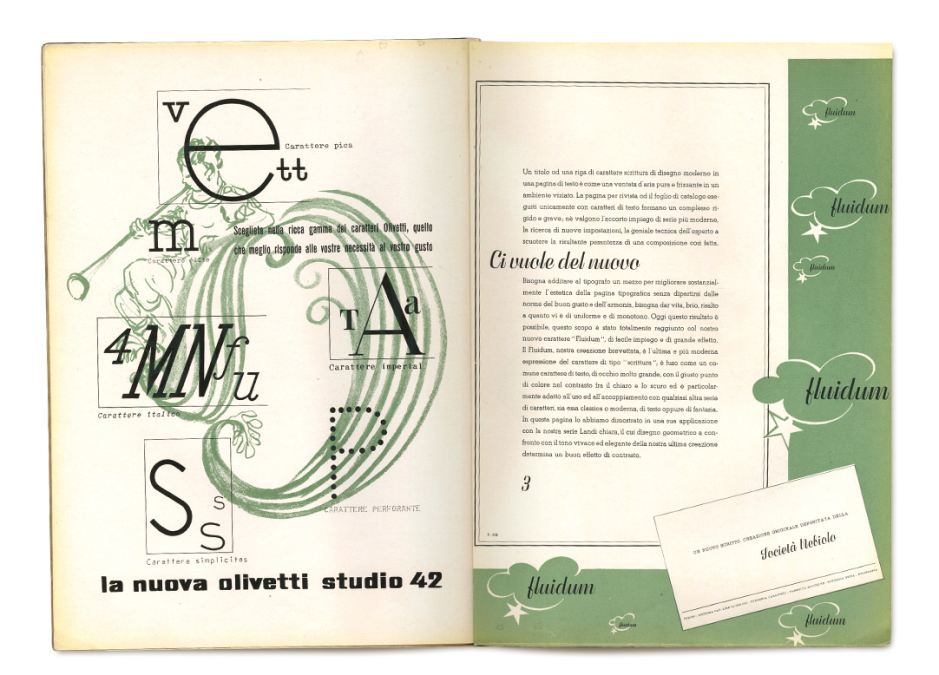 v e tt
Carattere pica
m
Carattere elite
Scegliete nella ricca gamma dei caratteri Olivetti, quello
che meglio risponde alle vostre necessità al vostro gusto
T A a
Carattere imperial
4 M N f u
Carattere italico
P
CARATTERE PERFORANTE
S s s
Carattere simplicitas
la nuova olivetti studio 42
Un titolo od una riga di carattere scrittura di disegno moderno in
una pagina di testo è come una ventata d'aria pura e frizzante in un
ambiente viziato. La pagina per rivista od il foglio di catalogo ese-
guiti unicamente con caratteri di testo formano un complesso ri-
gido e grave; nè valgono l'accorto impiego di serie più moderne,
la ricerca di nuove impostazioni, la geniale tecnica dell'esperto a
scuotere la risultante pesantezza di una composizione con fatta.
Ci vuole del nuovo
Bisogna additare al tipografo un mezzo per migliorare sostanzial-
mente l'estetica della pagina tipografica senza dipartirsi dalle
norme del buon gusto e dell'armonia, bisogna dar vita, brio, risalto
a quanto vi è di uniforme e di monotono. Oggi questo risultato è
possibile, questo scopo è stato totalmente raggiunto col nostro
nuovo carattere "Fluidum", di facile impiego e di grande effetto.
Il Fluidum, nostra creazione brevettata, è l'ultima e più moderna
espressione del carattere di tipo "scrittura", è fuso come un co-
mune carattere di testo, di occhio molto grande, con il giusto punto
di colore nel contrasto fra il chiaro e lo scuro ed è particolar-
mente adatto all'uso ed all'accoppiamento con qualsiasi altra serie
di caratteri, sia essa classica o moderna, di testo oppure di fantasia.
In questa pagina lo abbiamo dimostrato in una sua applicazione
con la nostra serie Landi chiara, il cui disegno geometrico a con-
fronto con il tono vivace ed elegante della nostra ultima creazione
determina un buon effetto di contrasto.
3
fluidum
fluidum
fluidum
fluidum
UN NUOVO SCRITTO, CREAZIONE ORIGINALE DEPOSITATA DELLA
Società Nebiolo
fluidum
fluidum
fluidum